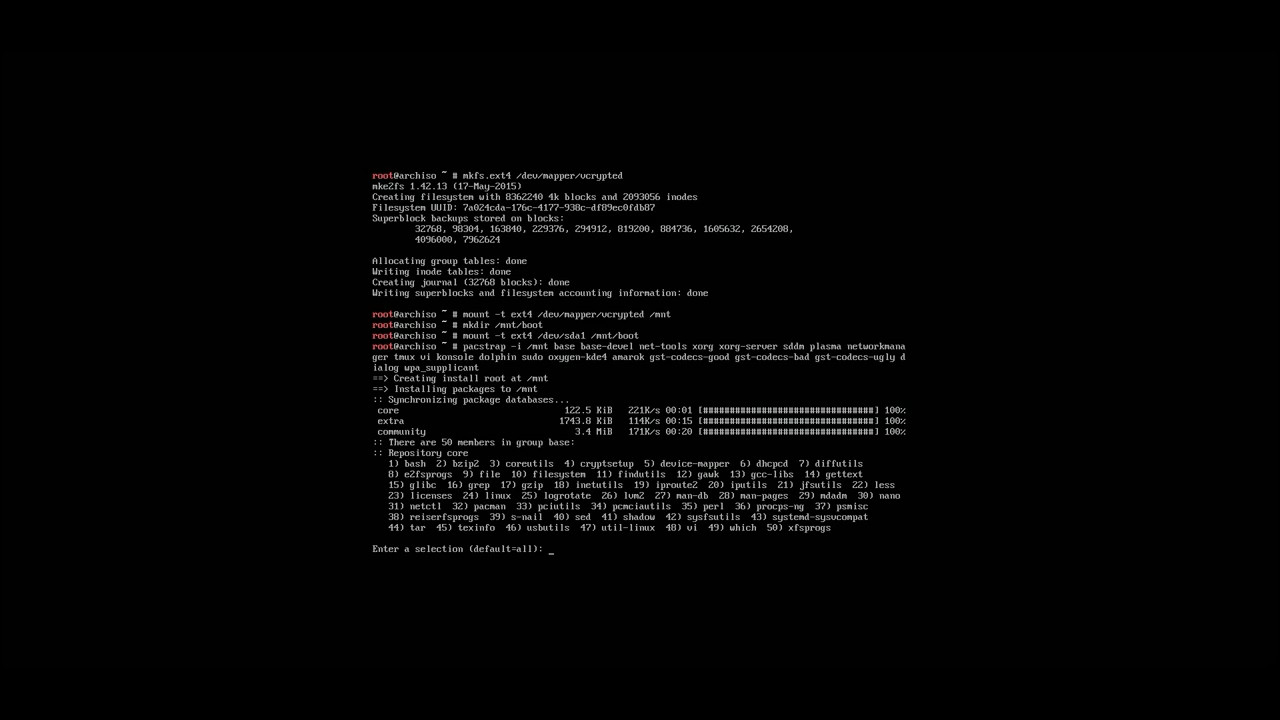 root@archiso ~ # mkfs.ext4 /dev/mapper/vcrypted
mke2fs 1.42.13 (17-May-2015)
Creating filesystem with 8362240 4k blocks and 2093056 inodes
Filesystem UUID: 7a024cda-176c-4177-938c-df89ec0fdb87
Superblock backups stored on blocks:
        32768, 98304, 163840, 229376, 294912, 819200, 884736, 1605632, 2654208,
        4096000, 7962624
Allocating group tables: done
Writing inode tables: done
Creating journal (32768 blocks): done
Writing superblocks and filesystem accounting information: done
root@archiso ~ # mount -t ext4 /dev/mapper/vcrypted /mnt
root@archiso ~ # mkdir /mnt/boot
root@archiso ~ # mount -t ext4 /dev/sda1 /mnt/boot
root@archiso ~ # pacstrap -i /mnt base base-devel net-tools xorg xorg-server sddm plasma networkmana
ger tmux vi konsole dolphin sudo oxygen-kde4 amarok gst-codecs-good gst-codecs-bad gst-codecs-ugly d
ialog wpa_supplicant
==> Creating install root at /mnt
==> Installing packages to /mnt
:: Synchronizing package databases...
 core                               122.5 KiB   221K/s 00:01 [################################] 100%
 extra                             1743.8 KiB   114K/s 00:15 [################################] 100%
 community                            3.4 MiB   171K/s 00:20 [################################] 100%
:: There are 50 members in group base:
:: Repository core
   1) bash  2) bzip2  3) coreutils  4) cryptsetup  5) device-mapper  6) dhcpcd  7) diffutils
   8) e2fsprogs  9) file  10) filesystem  11) findutils  12) gawk  13) gcc-libs  14) gettext
   15) glibc  16) grep  17) gzip  18) inetutils  19) iproute2  20) iputils  21) jfsutils  22) less
   23) licenses  24) linux  25) logrotate  26) lvm2  27) man-db  28) man-pages  29) mdadm  30) nano
   31) netctl  32) pacman  33) pciutils  34) pcmciautils  35) perl  36) procps-ng  37) psmisc
   38) reiserfsprogs  39) s-nail  40) sed  41) shadow  42) sysfsutils  43) systemd-sysvcompat
   44) tar  45) texinfo  46) usbutils  47) util-linux  48) vi  49) which  50) xfsprogs
Enter a selection (default=all): _